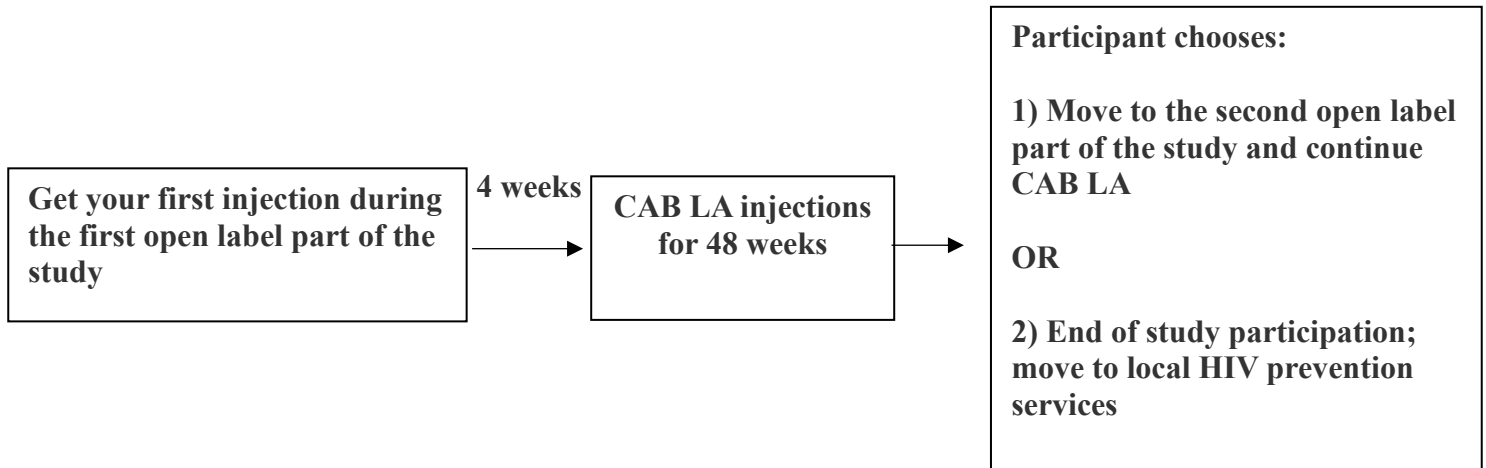 Get your first injection during
the first open label part of the
study
4 weeks
CAB LA injections
for 48 weeks
Participant chooses:
1) Move to the second open label
part of the study and continue
CAB LA
OR
2) End of study participation;
move to local HIV prevention
services